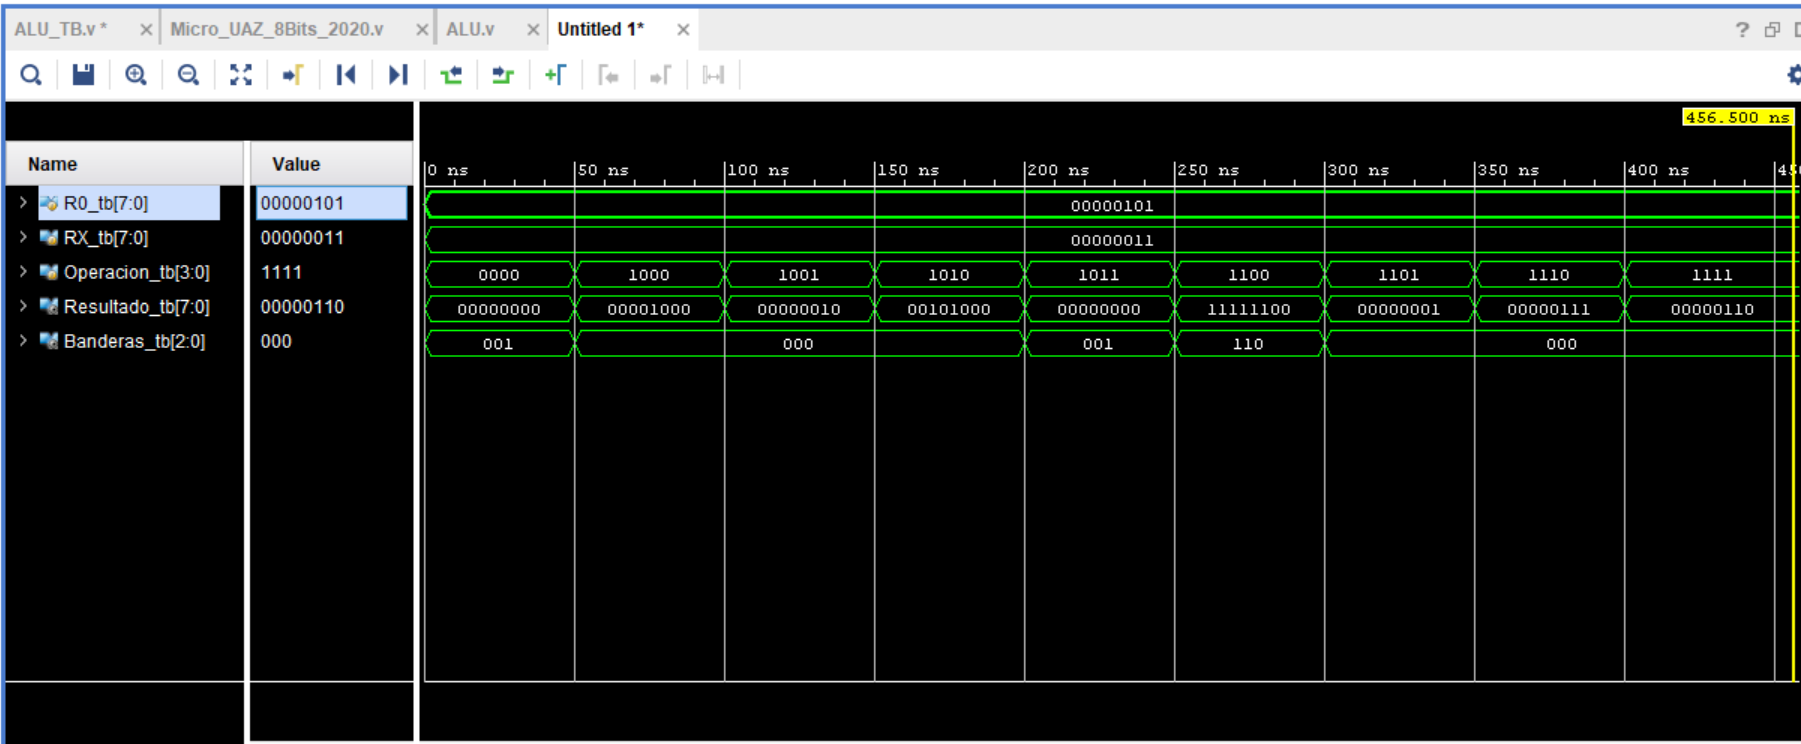 ALU_TB.v * × Micro_UAZ_8Bits_2020.v × ALU.v × Untitled 1* ×
?
456.500 ns
Name Value 0 ns 50 ns 100 ns 150 ns 200 ns 250 ns 300 ns 350 ns 400 ns
R0_tb[7:0] 00000101 00000101
RX_tb[7:0] 00000011 00000011
Operacion_tb[3:0] 1111 0000 1000 1001 1010 1011 1100 1101 1110 1111
Resultado_tb[7:0] 00000110 00000000 00001000 00000010 00101000 00000000 11111100 00000001 00000111 00000110
Banderas_tb[2:0] 000 001 000 001 110 000